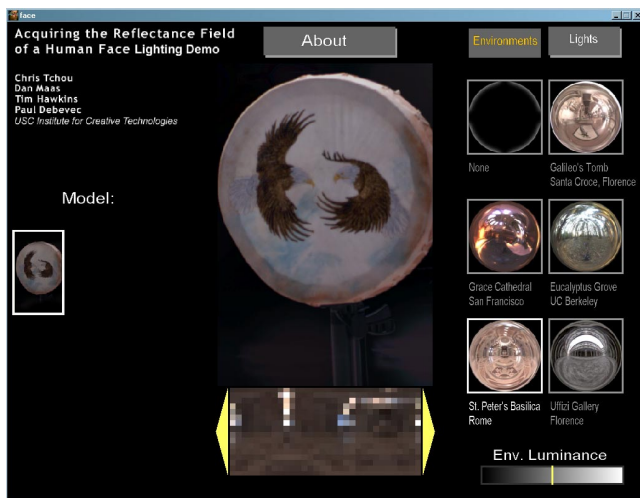 face
Acquiring the Reflectance Field
of a Human Face Lighting Demo
About
Environments
Lights
Chris Tchou
Dan Maas
Tim Hawkins
Paul Debevec
USC Institute for Creative Technologies
Model:
None
Galileo's Tomb
Santa Croce, Florence
Grace Cathedral
San Francisco
Eucalyptus Grove
UC Berkeley
St. Peter's Basilica
Rome
Uffizi Gallery
Florence
Env. Luminance